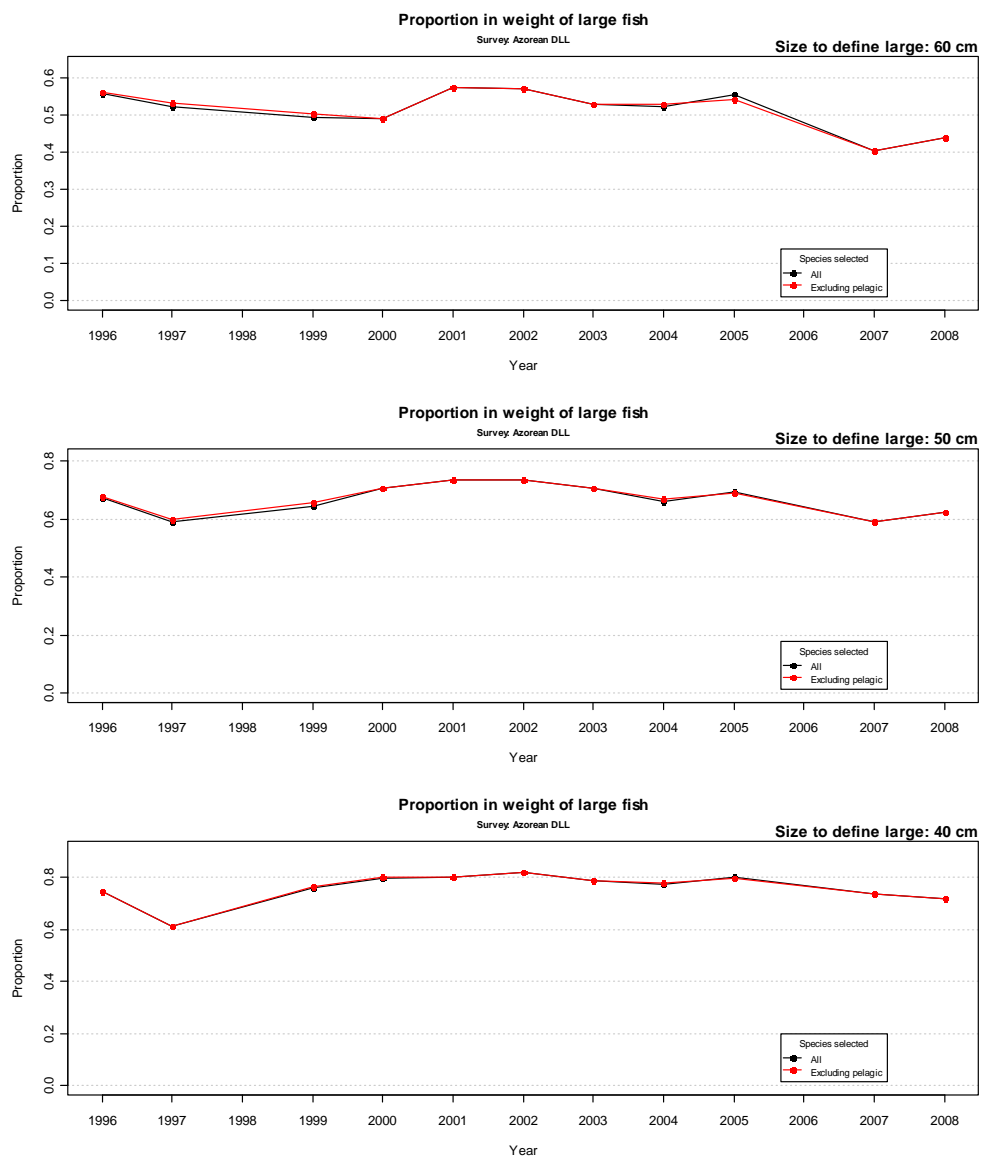 Proportion in weight of large fish
Survey: Azorean DLL
Size to define large: 60 cm
0.6
0.5
0.4
0.3
0.2
0.1
0.0
Proportion
Species selected
All
Excluding pelagic
1996 1997 1998 1999 2000 2001 2002 2003 2004 2005 2006 2007 2008
Year
Proportion in weight of large fish
Survey: Azorean DLL
Size to define large: 50 cm
0.8
0.6
0.4
0.2
0.0
Proportion
Species selected
All
Excluding pelagic
1996 1997 1998 1999 2000 2001 2002 2003 2004 2005 2006 2007 2008
Year
Proportion in weight of large fish
Survey: Azorean DLL
Size to define large: 40 cm
0.8
0.6
0.4
0.2
0.0
Proportion
Species selected
All
Excluding pelagic
1996 1997 1998 1999 2000 2001 2002 2003 2004 2005 2006 2007 2008
Year